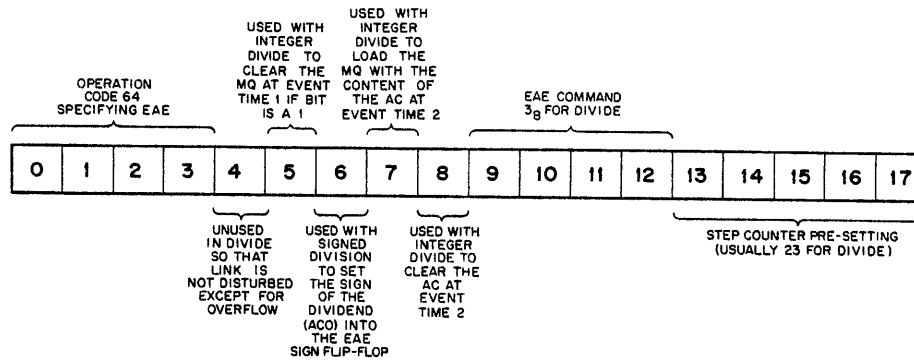 OPERATION
CODE 64
SPECIFYING EAE
USED WITH
INTEGER
DIVIDE TO
CLEAR THE
MQ AT EVENT
TIME 1 IF BIT
IS A 1
USED WITH
INTEGER
DIVIDE TO
LOAD THE
MQ WITH THE
CONTENT OF
THE AC AT
EVENT TIME 2
EAE COMMAND
38 FOR DIVIDE
0 1 2 3 4 5 6 7 8 9 10 11 12 13 14 15 16 17
UNUSED
IN DIVIDE
SO THAT
LINK IS
NOT DISTURBED
EXCEPT FOR
OVERFLOW
USED WITH
SIGNED
DIVISION
TO SET
THE SIGN
OF THE
DIVIDEND
(ACO) INTO
THE EAE
SIGN FLIP-FLOP
USED WITH
INTEGER
DIVIDE TO
CLEAR THE
AC AT
EVENT
TIME 2
STEP COUNTER PRE-SETTING
(USUALLY 23 FOR DIVIDE)